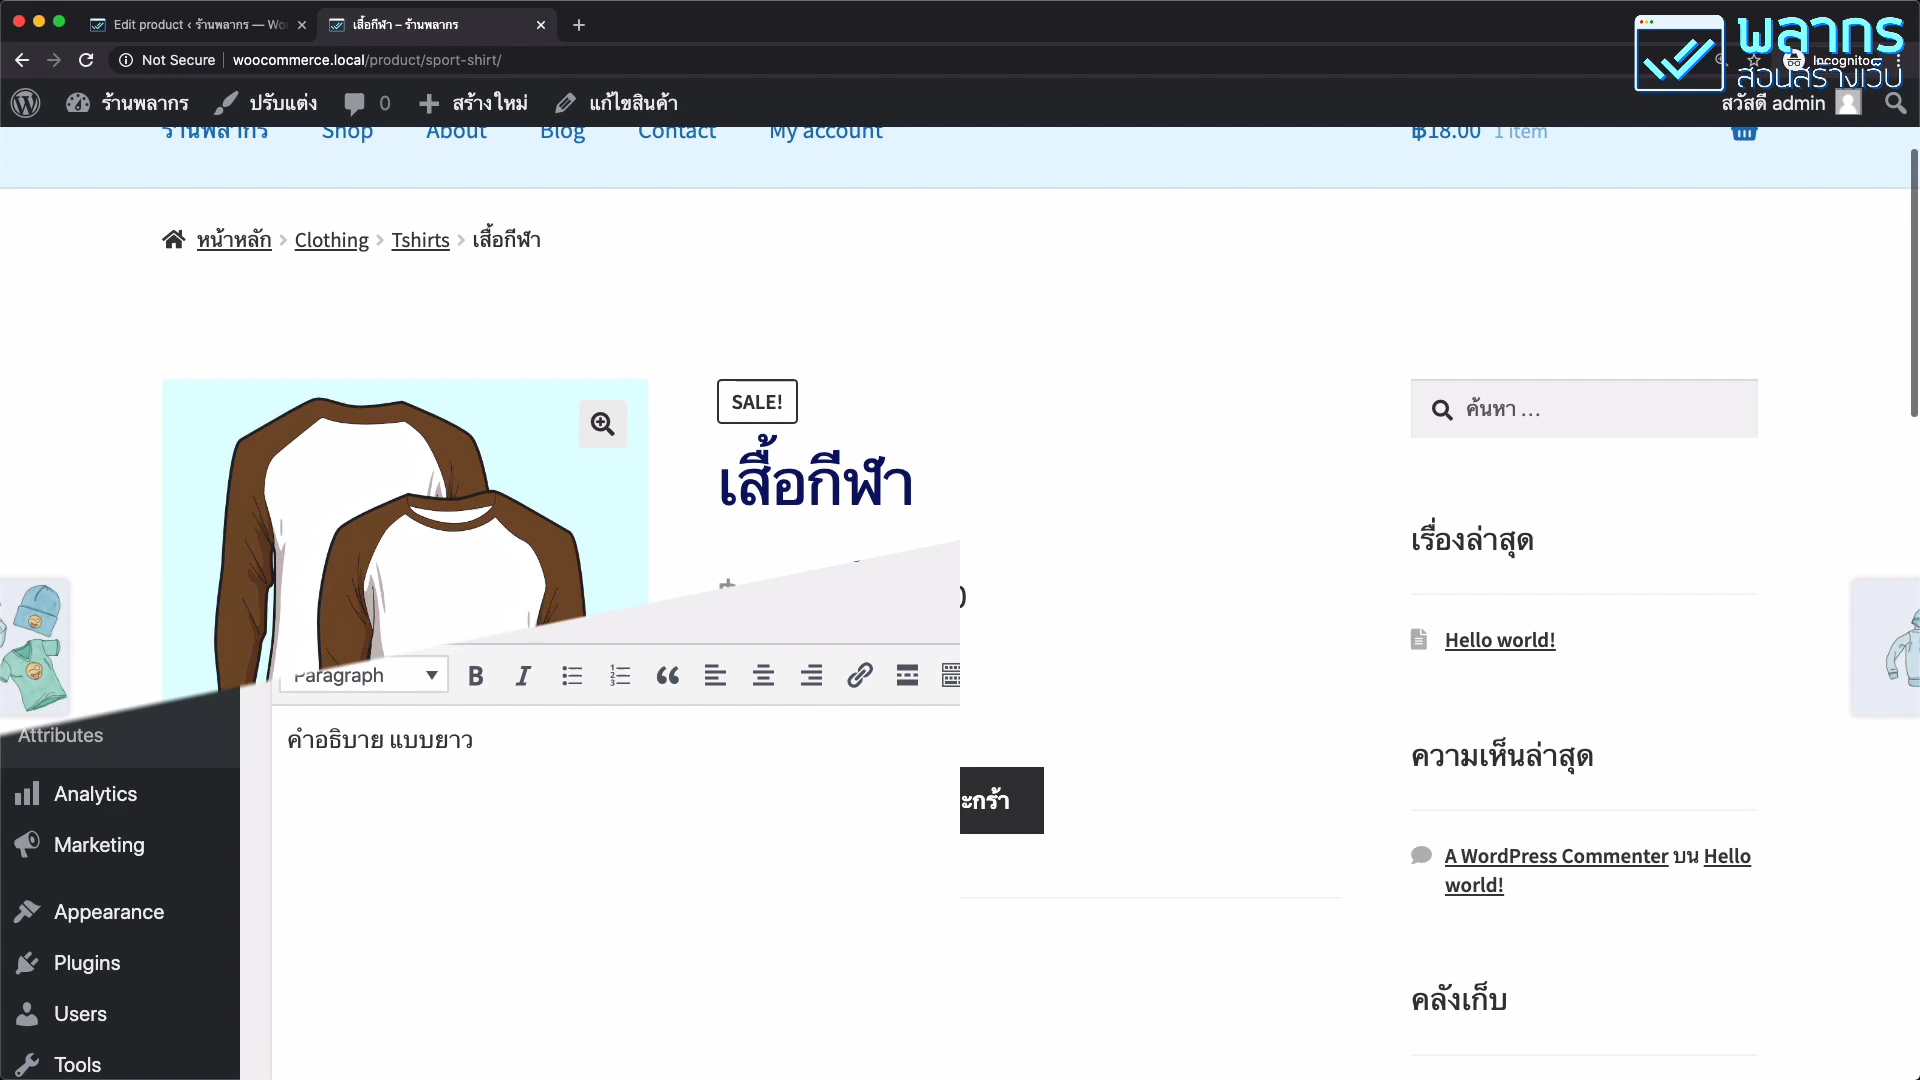 Edit product ‹ ร้านพลากร — Wo
เสื้อกีฬา – ร้านพลากร
พลากร
สอนสร้างเว็บ
Not Secure
woocommerce.local/product/sport-shirt/
Incognito
ร้านพลากร
ปรับแต่ง
0
สร้างใหม่
แก้ไขสินค้า
สวัสดี admin
ร้านพลากร
Shop
About
Blog
Contact
My account
฿18.00
1 item
หน้าหลัก
Clothing
Tshirts
เสื้อกีฬา
SALE!
เสื้อกีฬา
ค้นหา …
เรื่องล่าสุด
Hello world!
Paragraph
B
I
คำอธิบาย แบบยาว
ะกร้า
Attributes
Analytics
Marketing
Appearance
Plugins
Users
Tools
ความเห็นล่าสุด
A WordPress Commenter บน Hello
world!
คลังเก็บ